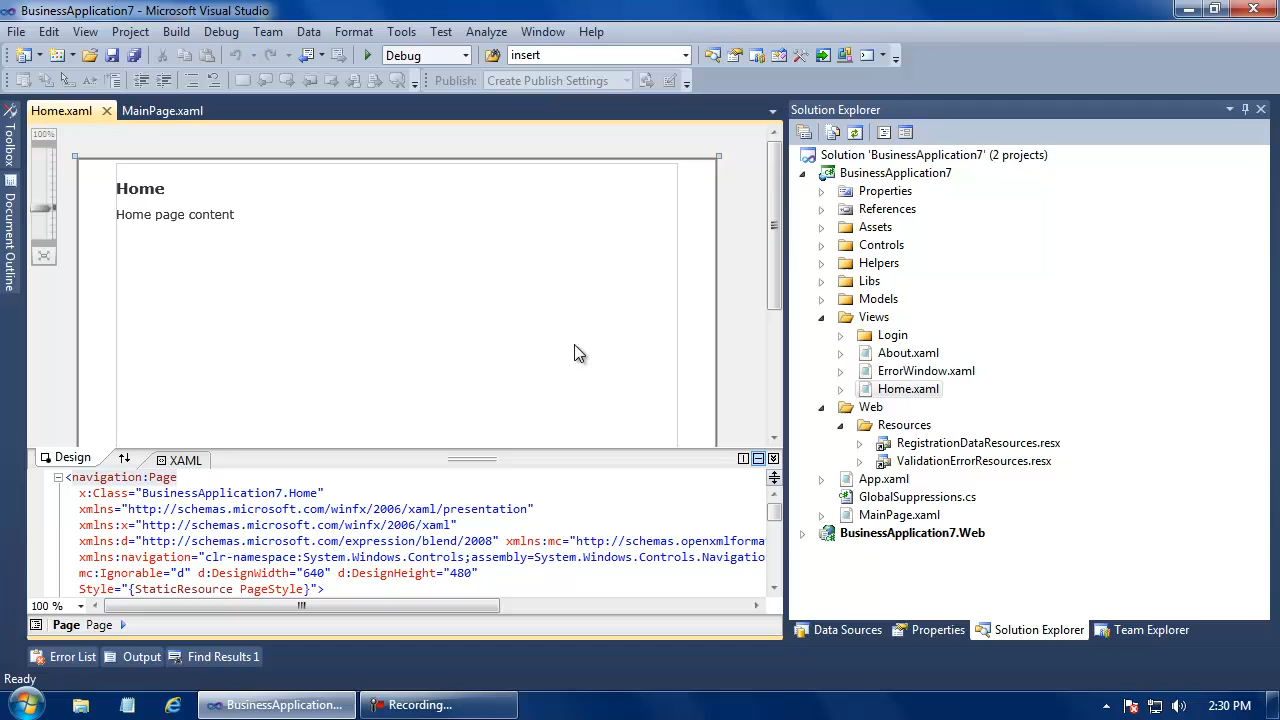 BusinessApplication7 - Microsoft Visual Studio
File Edit View Project Build Debug Team Data Format Tools Test Analyze Window Help
Debug insert
Publish: Create Publish Settings
Home.xaml MainPage.xaml
Toolbox
Document Outline
100%
Home
Home page content
Design XAML
<navigation:Page
x:Class="BusinessApplication7.Home"
xmlns="http://schemas.microsoft.com/winfx/2006/xaml/presentation"
xmlns:x="http://schemas.microsoft.com/winfx/2006/xaml"
xmlns:d="http://schemas.microsoft.com/expression/blend/2008" xmlns:mc="http://schemas.openxmlforma
xmlns:navigation="clr-namespace:System.Windows.Controls;assembly=System.Windows.Controls.Navigatio
mc:Ignorable="d" d:DesignWidth="640" d:DesignHeight="480"
Style="{StaticResource PageStyle}">
100 %
Page Page
Solution Explorer
Solution 'BusinessApplication7' (2 projects)
BusinessApplication7
Properties
References
Assets
Controls
Helpers
Libs
Models
Views
Login
About.xaml
ErrorWindow.xaml
Home.xaml
Web
Resources
RegistrationDataResources.resx
ValidationErrorResources.resx
App.xaml
GlobalSuppressions.cs
MainPage.xaml
BusinessApplication7.Web
Data Sources Properties Solution Explorer Team Explorer
Error List Output Find Results 1
Ready
BusinessApplication... Recording... 2:30 PM